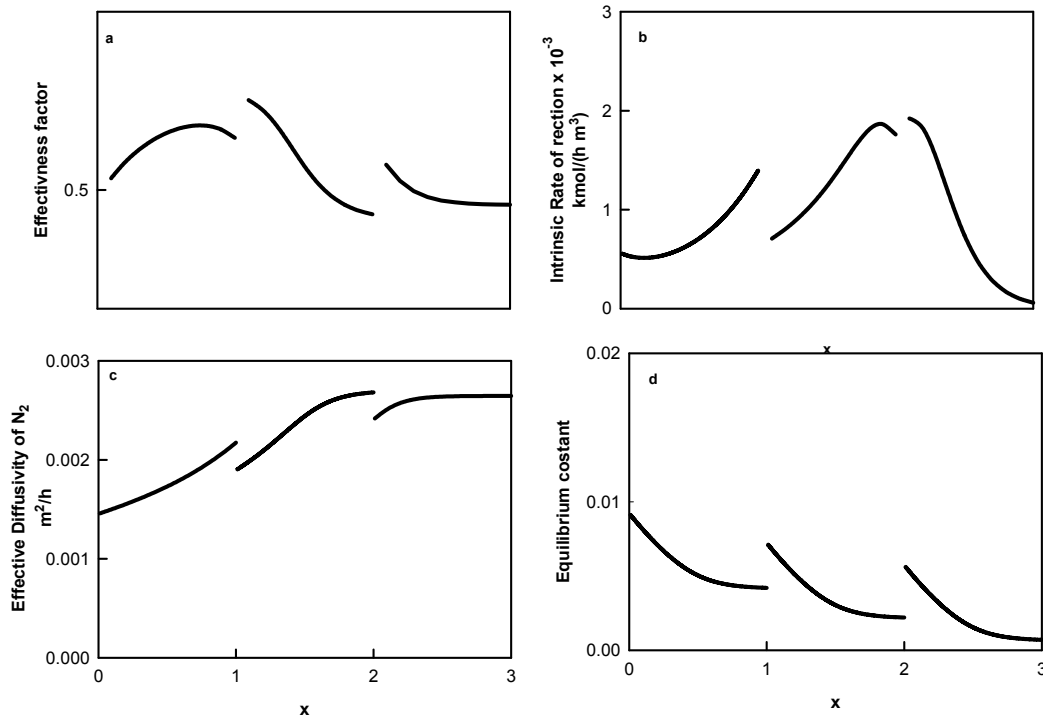 a
Effectivness factor
0.5
b
Intrinsic Rate of rection x 10-3
kmol/(h m3)
3
2
1
0
x
c
Effective Diffusivity of N2
m2/h
0.003
0.002
0.001
0.000
0 1 2 3
x
d
Equilibrium costant
0.02
0.01
0.00
0 1 2 3
x